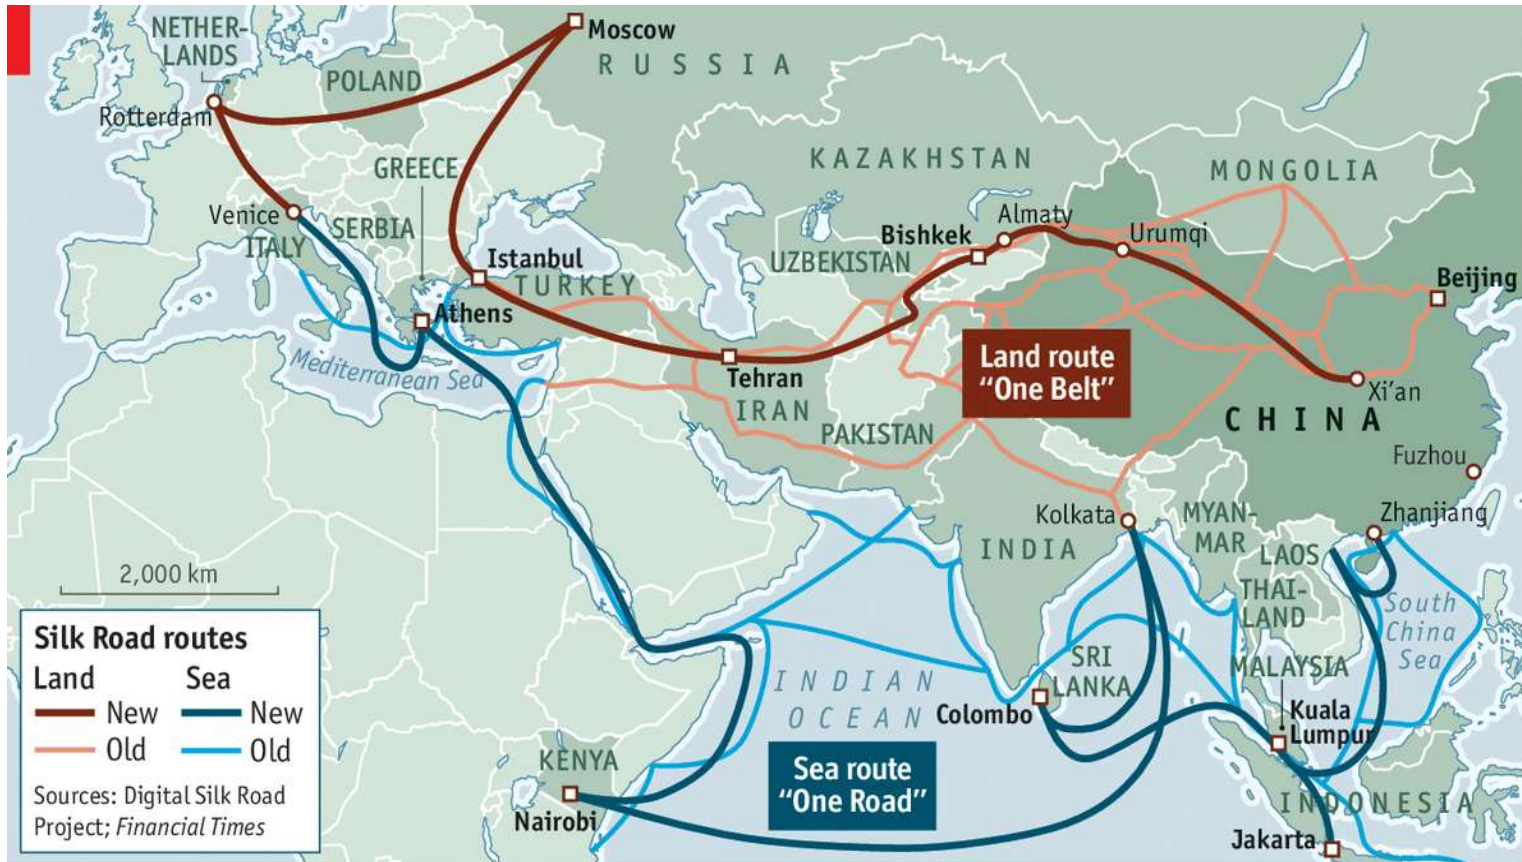 NETHER-
LANDS
Moscow
RUSSIA
POLAND
Rotterdam
KAZAKHSTAN
MONGOLIA
GREECE
Venice
ITALY
SERBIA
Almaty
Bishkek
Urumqi
Istanbul
TURKEY
UZBEKISTAN
Beijing
Athens
Mediterranean Sea
Tehran
IRAN
Land route
“One Belt”
Xi’an
CHINA
PAKISTAN
Fuzhou
Kolkata
Zhanjiang
INDIA
MYAN-
MAR
LAOS
THAI-
LAND
South
China
Sea
2,000 km
SRI
LANKA
MALAYSIA
INDIAN
OCEAN
Colombo
Kuala
Lumpur
KENYA
Nairobi
Sea route
“One Road”
INDONESIA
Jakarta
Silk Road routes
Land Sea
New New
Old Old
Sources: Digital Silk Road
Project; Financial Times